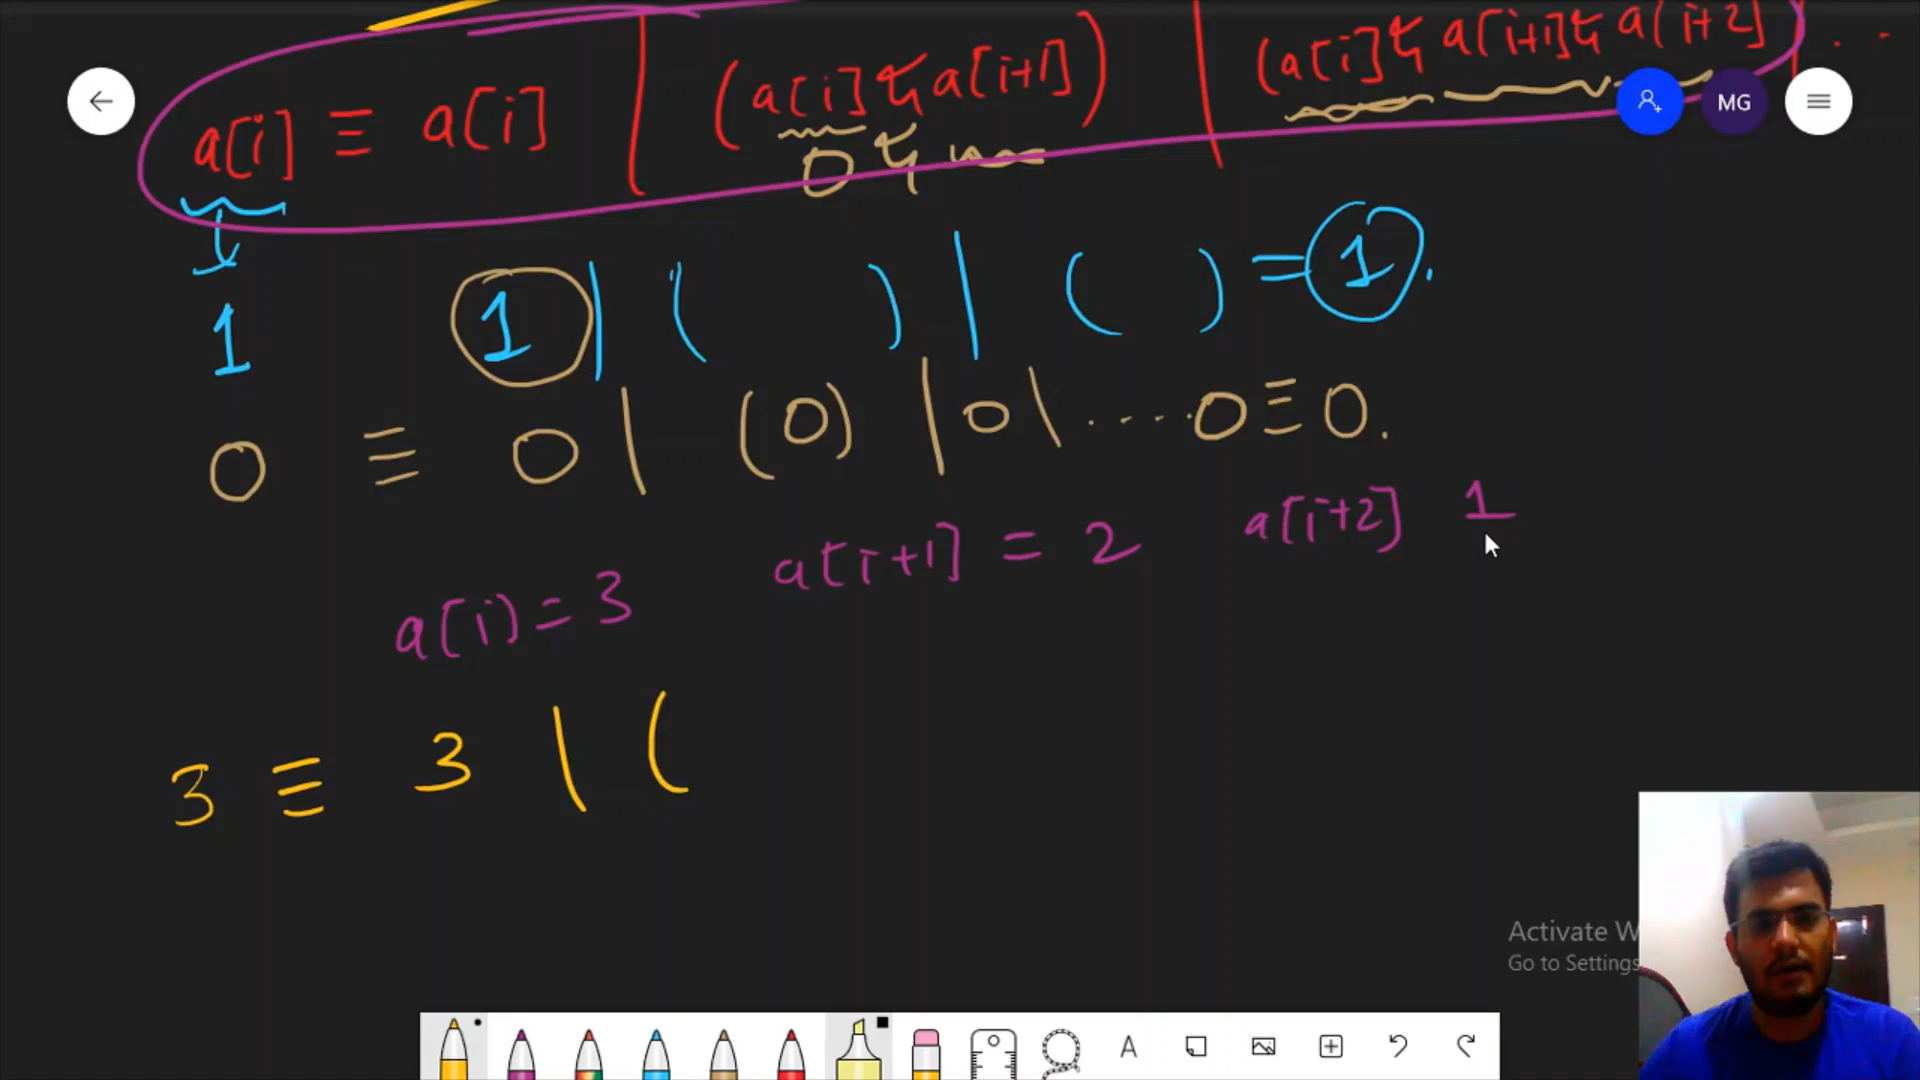 a[i] ≡ a[i] | (a[i] & a[i+1]) | (a[i] & a[i+1] & a[i+2] ) . .
MG
0 &
1 1 | ( ) | ( ) = 1.
0 ≡ 0 | (0) | 0 | .... 0 ≡ 0.
a[i] = 3 a[i+1] = 2 a[i+2] 1
3 ≡ 3 | (
Activate W
Go to Settings
A